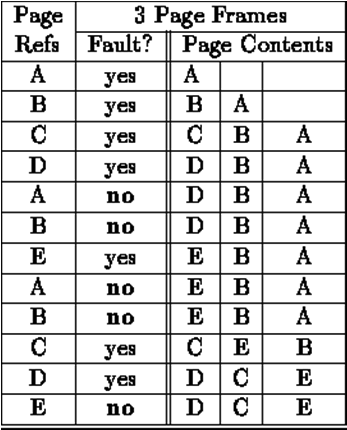 Page 3 Page Frames
Refs Fault? Page Contents
A yes A
B yes B A
C yes C B A
D yes D B A
A no D B A
B no D B A
E yes E B A
A no E B A
B no E B A
C yes C E B
D yes D C E
E no D C E